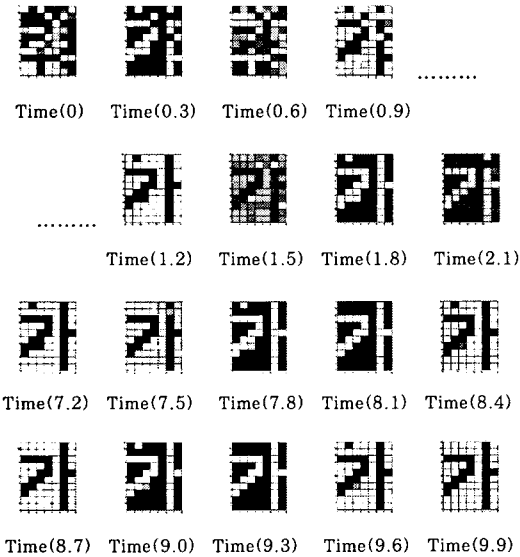 Time(0) Time(0.3) Time(0.6) Time(0.9) .........
......... Time(1.2) Time(1.5) Time(1.8) Time(2.1)
Time(7.2) Time(7.5) Time(7.8) Time(8.1) Time(8.4)
Time(8.7) Time(9.0) Time(9.3) Time(9.6) Time(9.9)